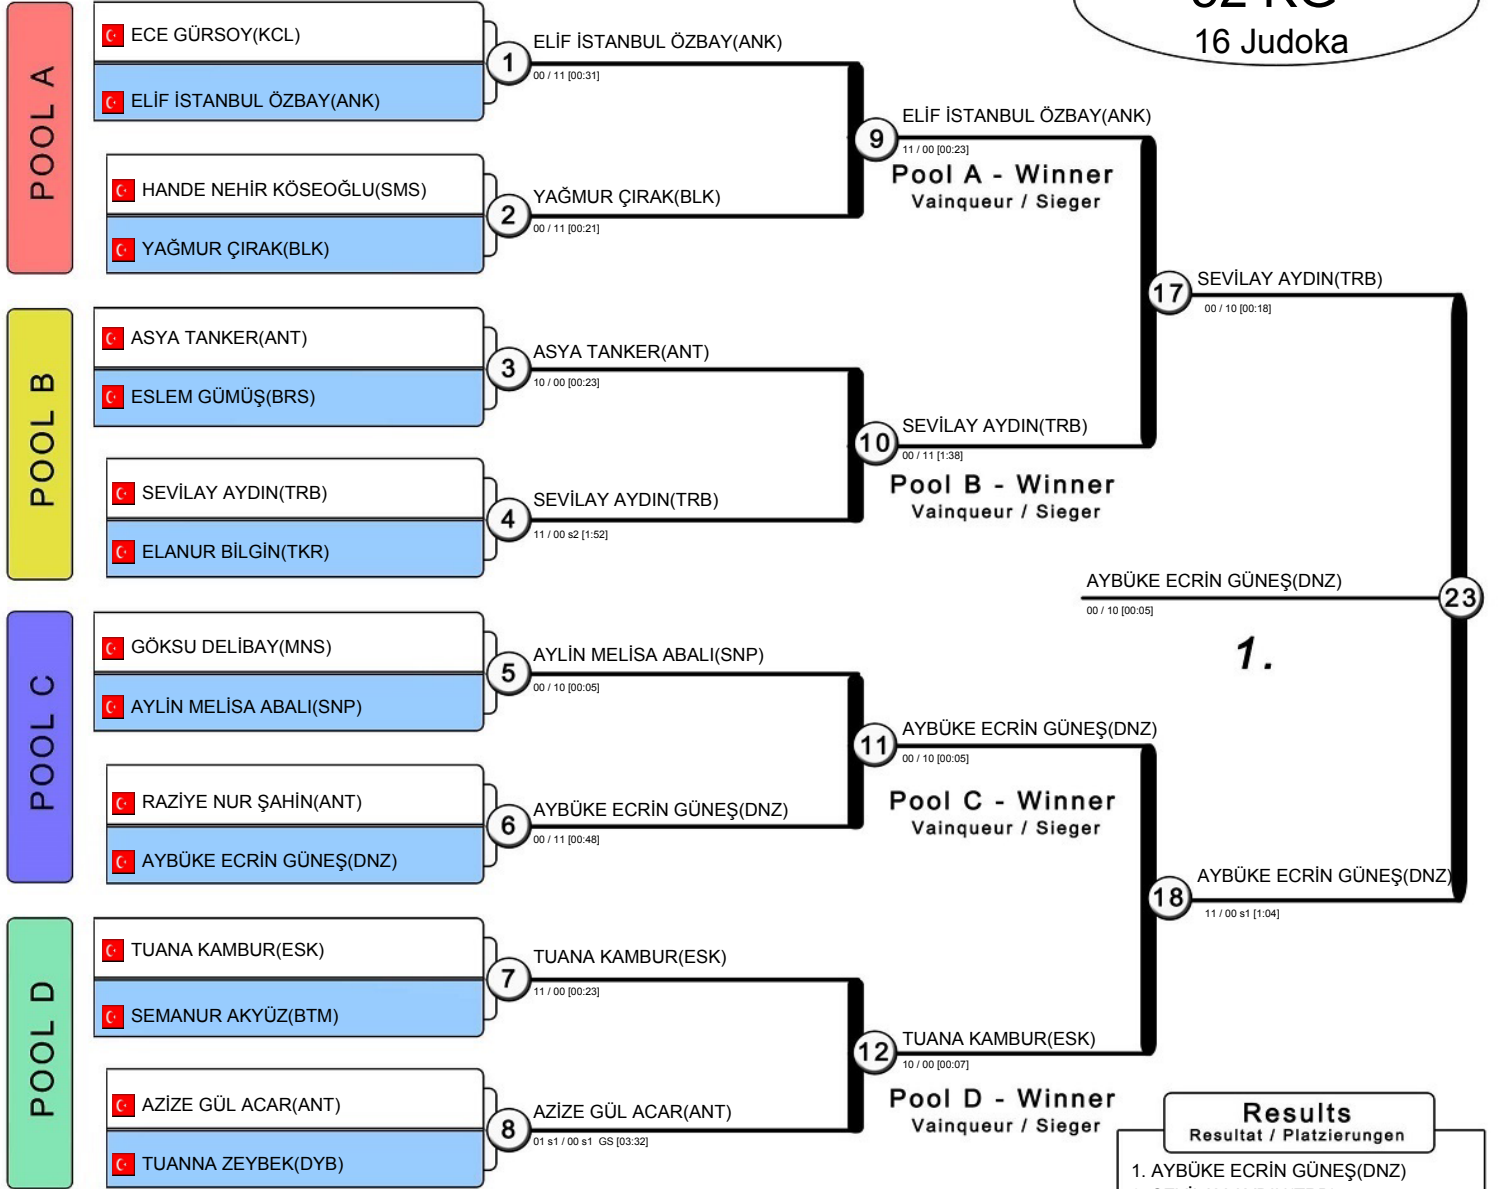 16 Judoka
POOL A
ECE GÜRSOY(KCL)
ELİF İSTANBUL ÖZBAY(ANK)
HANDE NEHİR KÖSEOĞLU(SMS)
YAĞMUR ÇIRAK(BLK)
POOL B
ASYA TANKER(ANT)
ESLEM GÜMÜŞ(BRS)
SEVİLAY AYDIN(TRB)
ELANUR BİLGİN(TKR)
POOL C
GÖKSU DELİBAY(MNS)
AYLİN MELİSA ABALI(SNP)
RAZİYE NUR ŞAHİN(ANT)
AYBÜKE ECRİN GÜNEŞ(DNZ)
POOL D
TUANA KAMBUR(ESK)
SEMANUR AKYÜZ(BTM)
AZİZE GÜL ACAR(ANT)
TUANNA ZEYBEK(DYB)
1
ELİF İSTANBUL ÖZBAY(ANK)
00 / 11 [00:31]
2
YAĞMUR ÇIRAK(BLK)
00 / 11 [00:21]
3
ASYA TANKER(ANT)
10 / 00 [00:23]
4
SEVİLAY AYDIN(TRB)
11 / 00 s2 [1:52]
5
AYLİN MELİSA ABALI(SNP)
00 / 10 [00:05]
6
AYBÜKE ECRİN GÜNEŞ(DNZ)
00 / 11 [00:48]
7
TUANA KAMBUR(ESK)
11 / 00 [00:23]
8
AZİZE GÜL ACAR(ANT)
01 s1 / 00 s1 GS [03:32]
9
ELİF İSTANBUL ÖZBAY(ANK)
11 / 00 [00:23]
Pool A - Winner
Vainqueur / Sieger
10
SEVİLAY AYDIN(TRB)
00 / 11 [1:38]
Pool B - Winner
Vainqueur / Sieger
11
AYBÜKE ECRİN GÜNEŞ(DNZ)
00 / 10 [00:05]
Pool C - Winner
Vainqueur / Sieger
12
TUANA KAMBUR(ESK)
10 / 00 [00:07]
Pool D - Winner
Vainqueur / Sieger
17
SEVİLAY AYDIN(TRB)
00 / 10 [00:18]
18
AYBÜKE ECRİN GÜNEŞ(DNZ)
11 / 00 s1 [1:04]
AYBÜKE ECRİN GÜNEŞ(DNZ)
23
00 / 10 [00:05]
1.
Results
Resultat / Platzierungen
1. AYBÜKE ECRİN GÜNEŞ(DNZ)